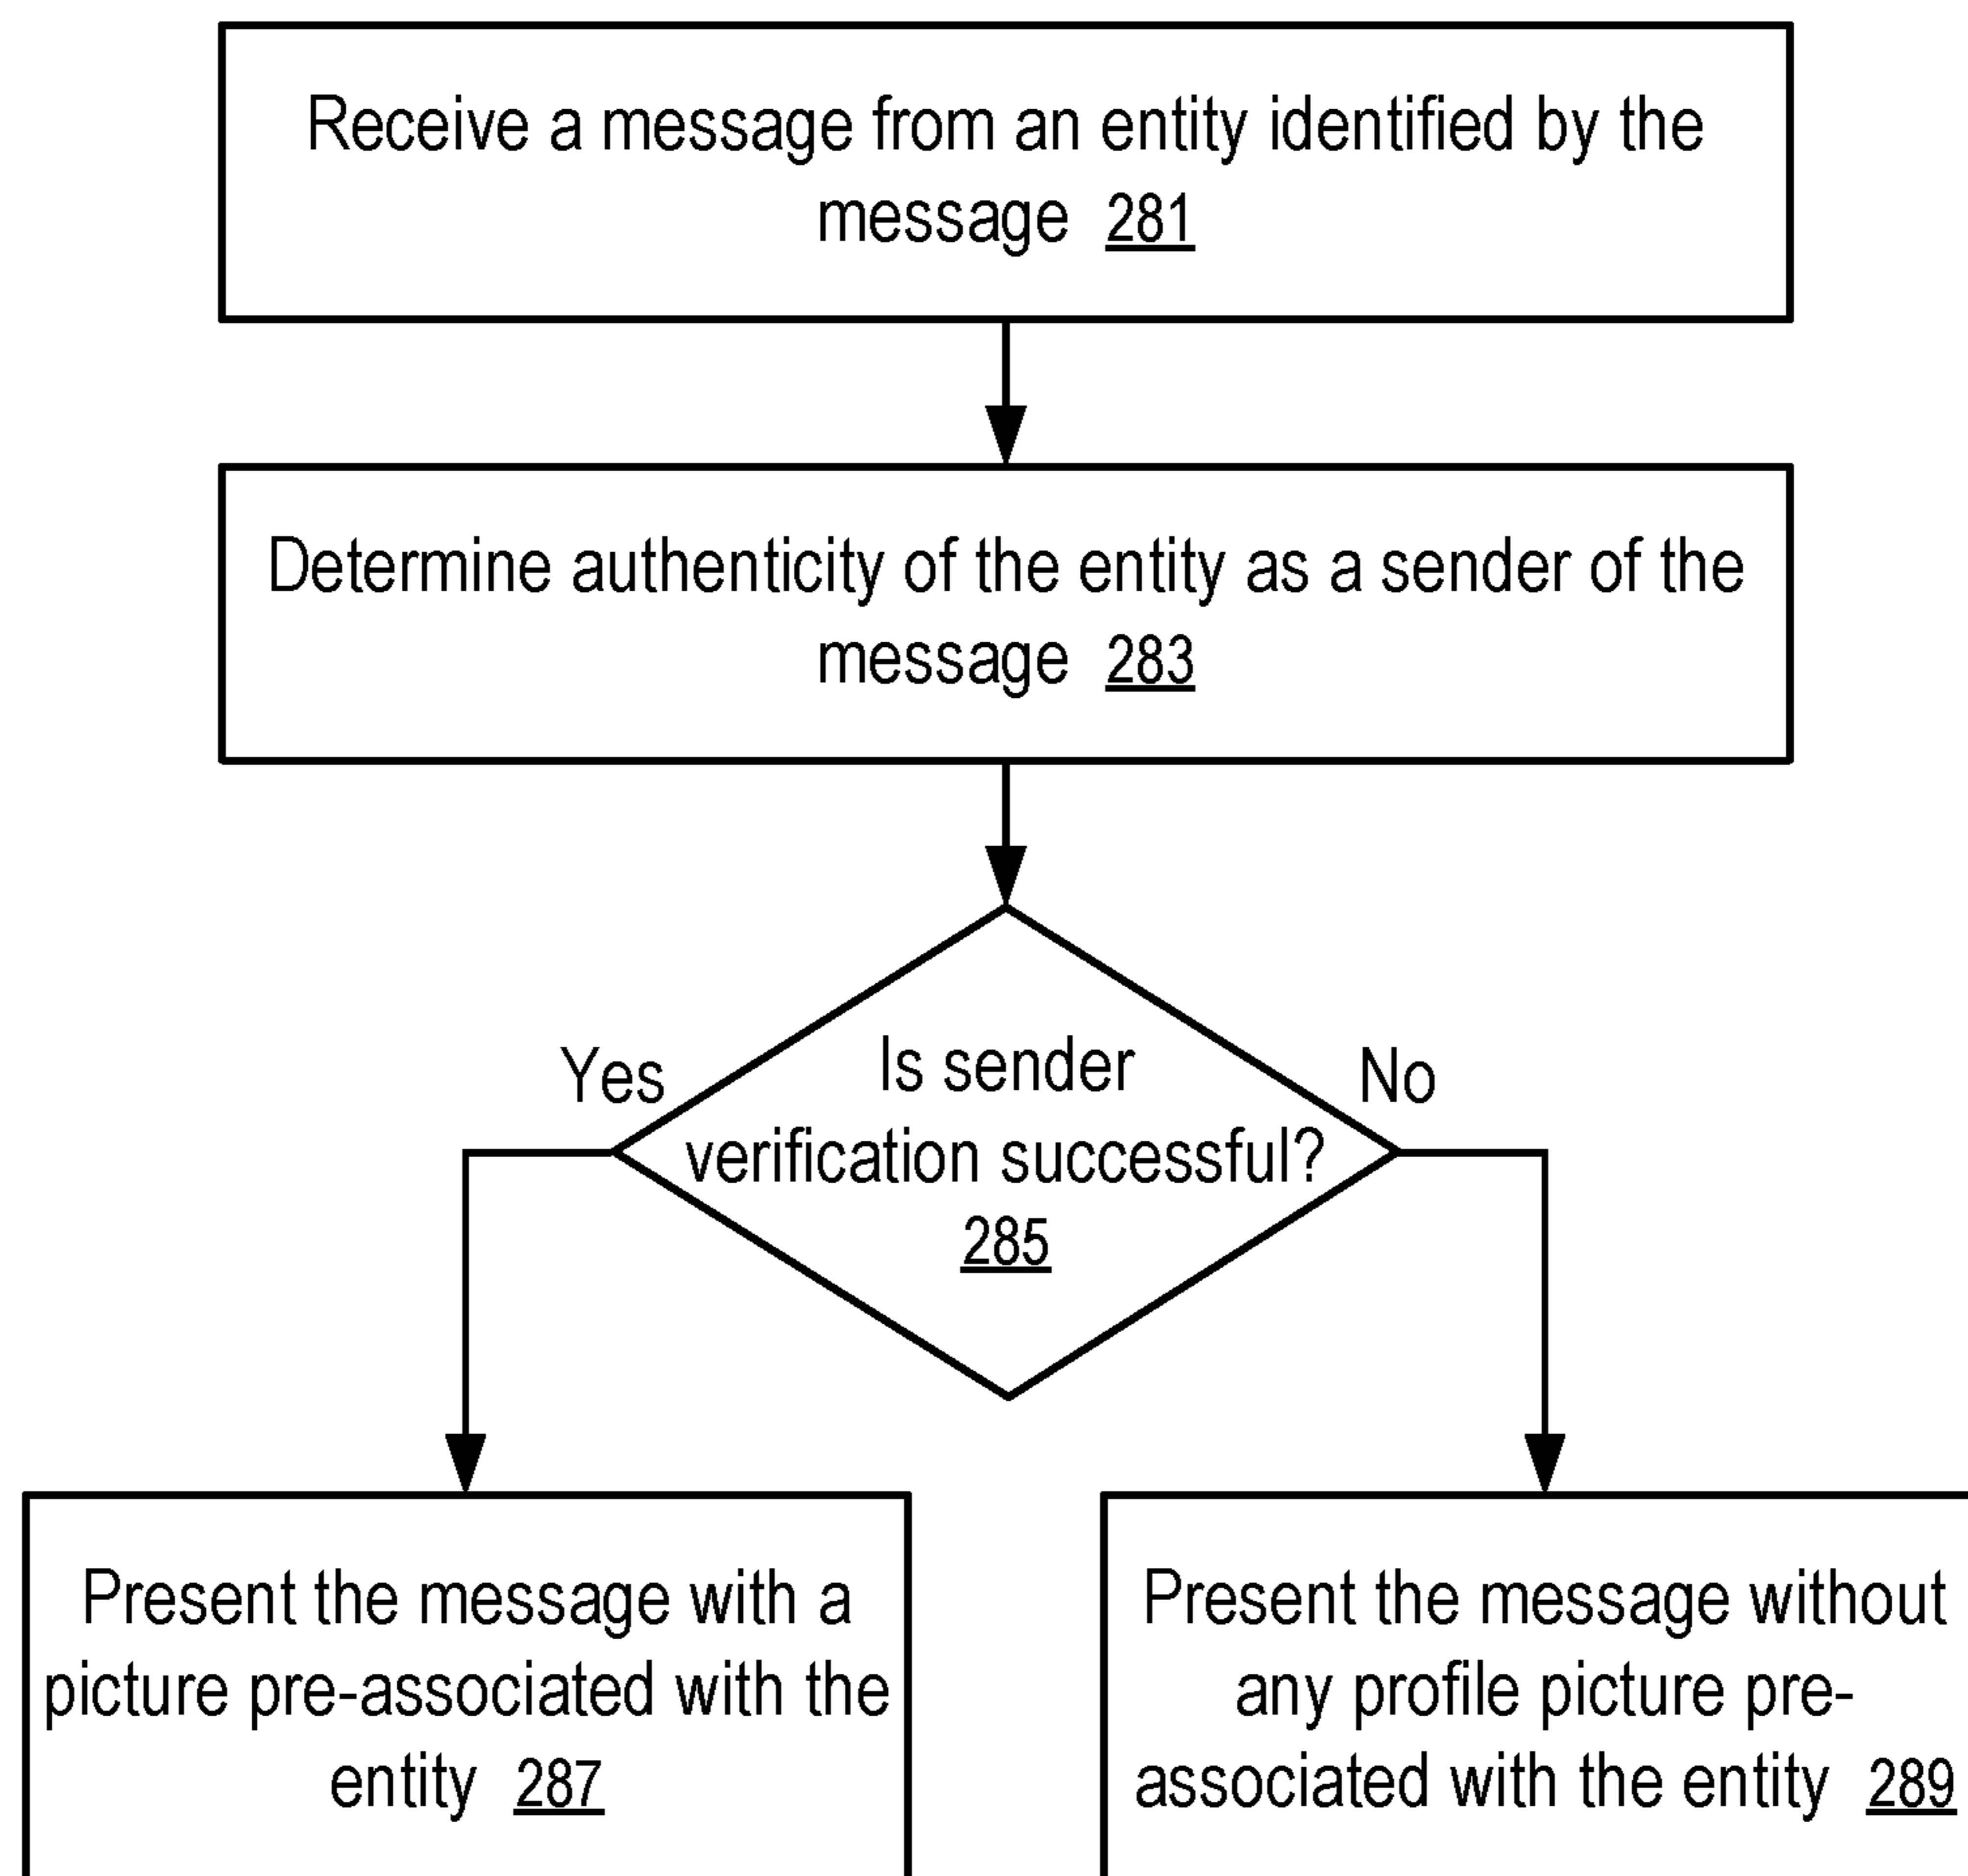 Receive a message from an entity identified by the
message 281
Determine authenticity of the entity as a sender of the
message 283
Yes
Is sender
verification successful?
285
No
Present the message with a
picture pre-associated with the
entity 287
Present the message without
any profile picture pre-
associated with the entity 289